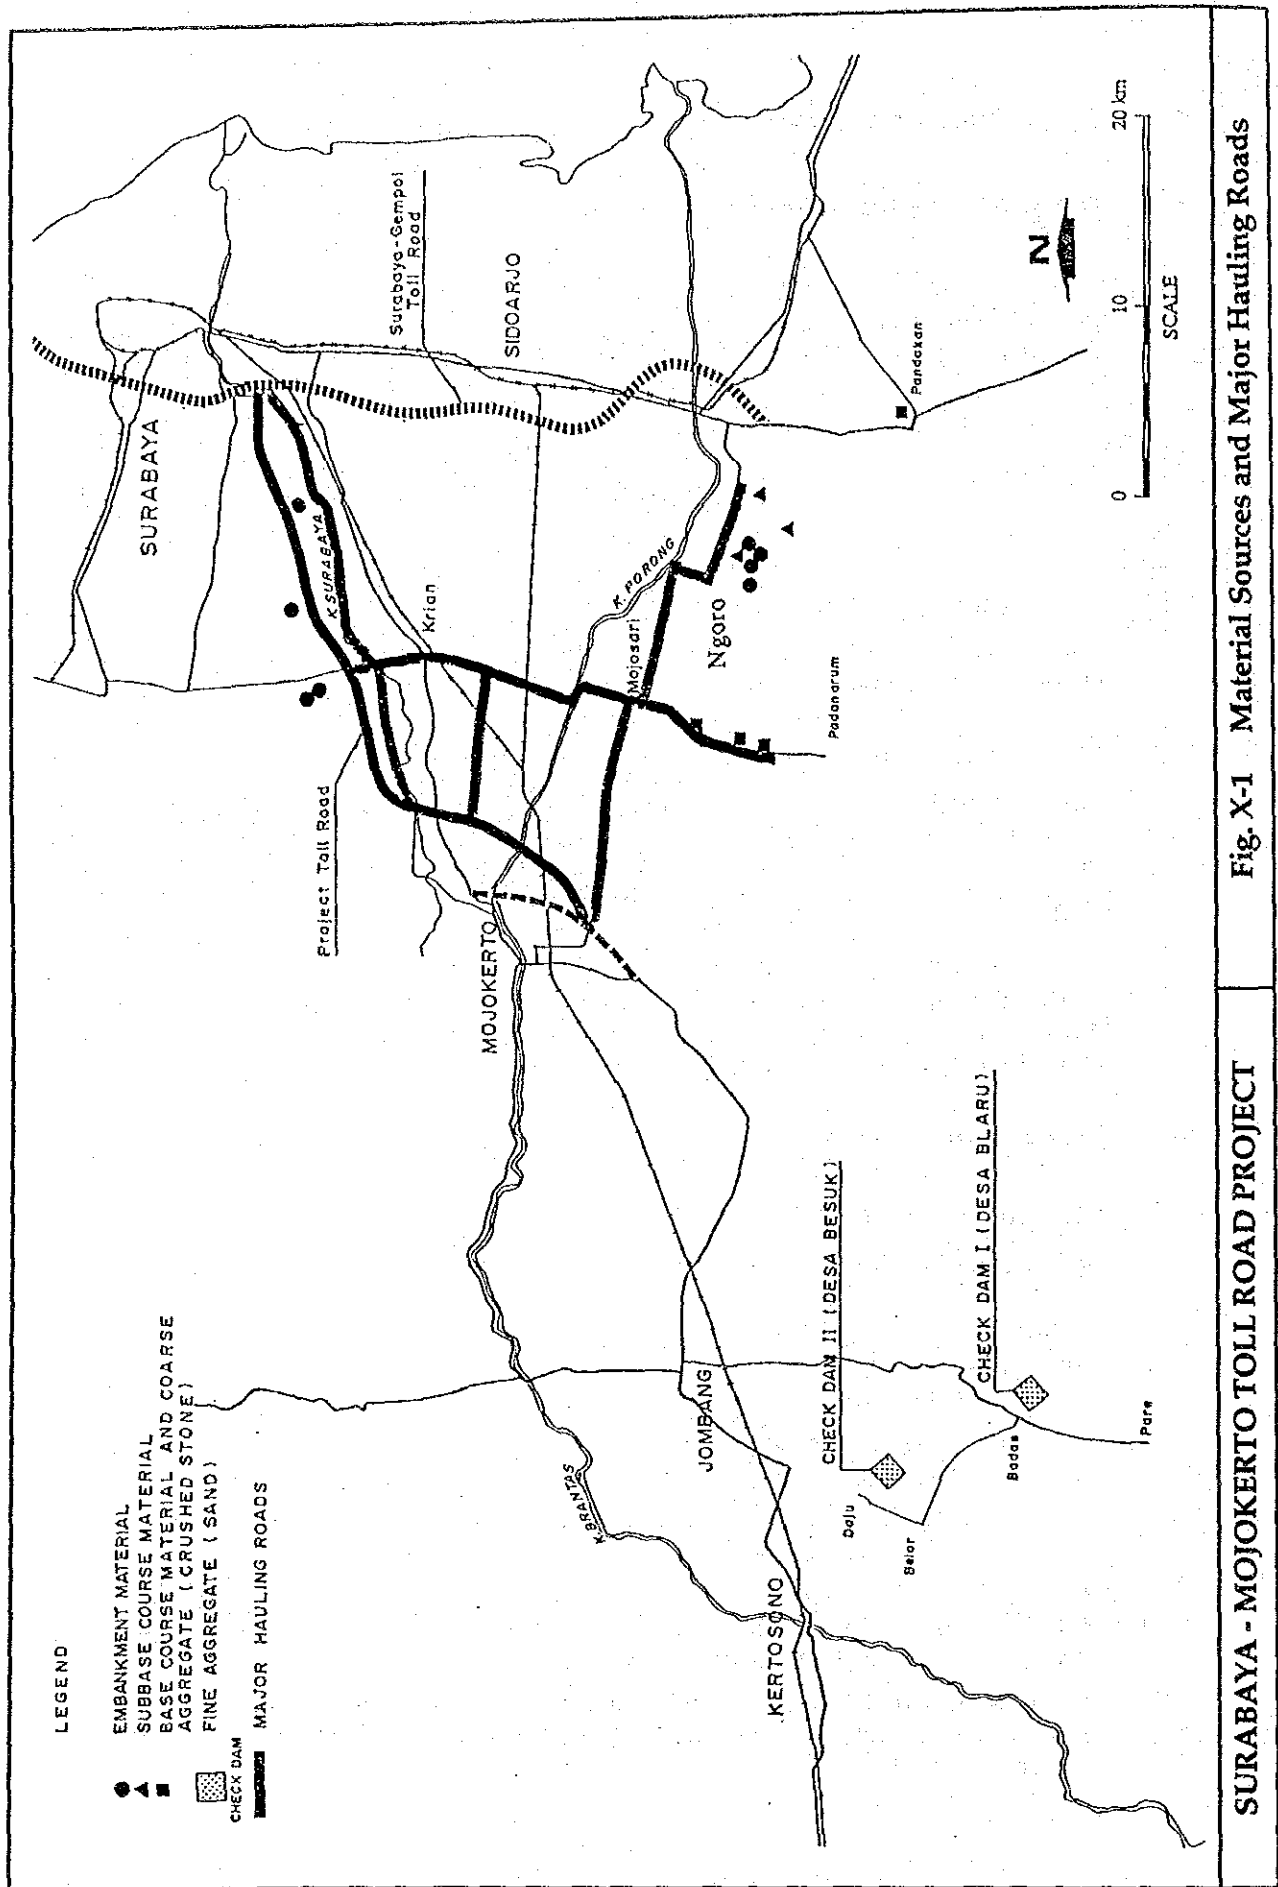 LEGEND
EMBANKMENT MATERIAL
SUBBASE COURSE MATERIAL
BASE COURSE MATERIAL AND COARSE
AGGREGATE (CRUSHED STONE)
FINE AGGREGATE (SAND)
CHECK DAM
MAJOR HAULING ROADS
SURABAYA
Surabaya-Gempol
Toll Road
SIDOARJO
K SURABAYA
Krian
Project Toll Road
MOJOKERTO
K. PORONG
Mojosari
Ngoro
Padanarum
Pandaxan
K. BRANTAS
JOMBANG
KERTOSONO
CHECK DAM II (DESA BESUK)
CHECK DAM I (DESA BLARU)
Daju
Badas
Pare
N
0 10 20 km
SCALE
SURABAYA - MOJOKERTO TOLL ROAD PROJECT
Fig. X-1 Material Sources and Major Hauling Roads